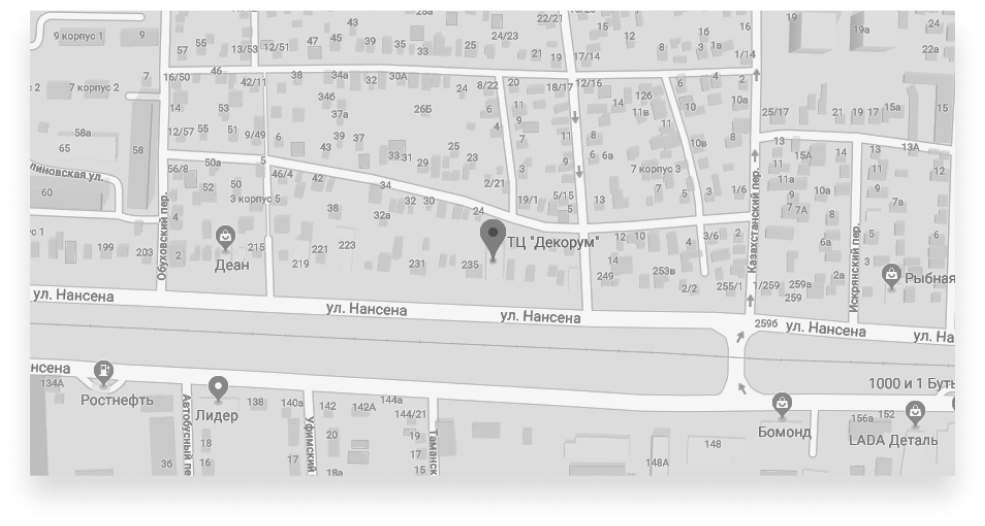 43
22/21
15
16
19
24
9 корпус 1
9
57
55
13/53
12/51
47
45
39
35
33
25
24/23
12
16
8
3
1а
19а
22а
21
19
17/14
1/14
7
16/50
46
42/11
38
34а
32
30А
24
8/22
20
18/17
12/16
6
4
2
7 корпус 2
14
53
34б
37а
26Б
6
11
9
14
12б
11в
10
10а
25/17
21
19
17
15а
15
58а
65
58
12/57
55
51
9/49
6
39
37
43
4
7
11
8
11
10в
8
13
13
13А
56/8
50а
5
46/4
42
33
31
29
25
23
3
6
6а
7 корпус 3
15А
11
11
12
линовская ул.
60
52
50
3 корпус 5
34
2/21
19/1
5/15
5
13
7
5
3
1/6
11а
9
7
7А
10а
9
7а
38
32а
32
30
24
4
2
203
199
Деан
215
221
223
219
231
235
ТЦ "Декорум"
12
10
4
3/6
14
249
253в
2/2
255/1
1/259
259а
259
6а
2а
5
3
6
Рыбная
Обуховский пер.
Казахстанский пер.
Искрянский пер.
ул. Нансена
ул. Нансена
ул. Нансена
259б
ул. Нансена
ул. На
нсена
134А
Ростнефть
Лидер
138
140а
142
142А
144а
144/21
1000 и 1 Буть
Бомонд
156а
152
LADA Деталь
Автобусный пе
Уфимский
Таманск
18
16
36
20
17
18а
19
17
15
148
148А